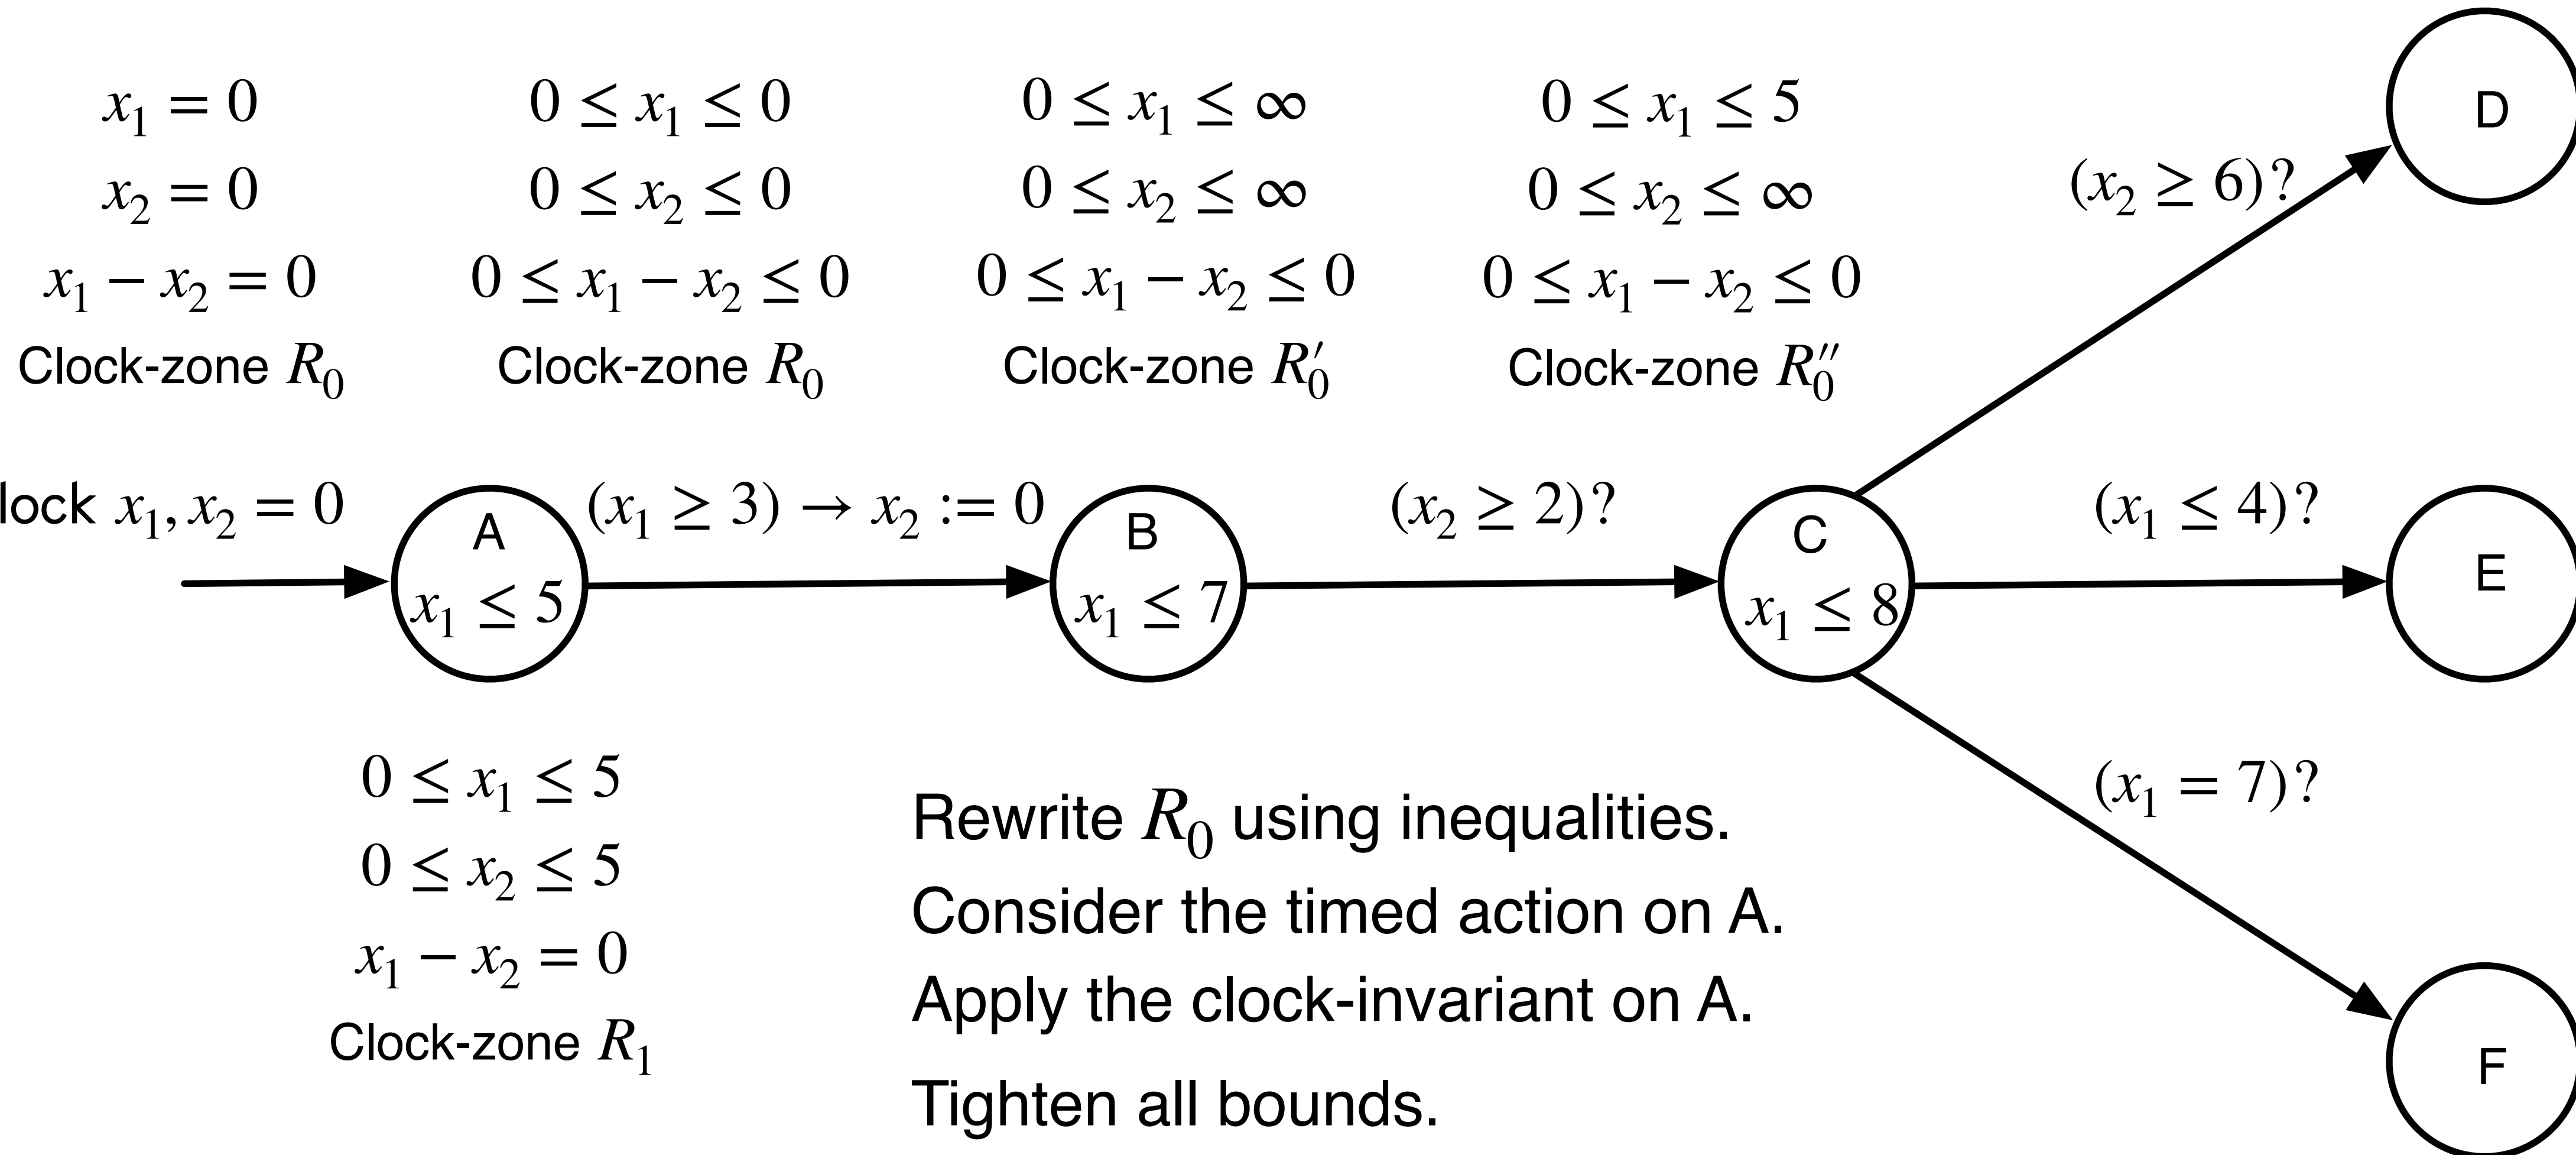 x₁ = 0
x₂ = 0
x₁ − x₂ = 0
Clock-zone R₀
0 ≤ x₁ ≤ 0
0 ≤ x₂ ≤ 0
0 ≤ x₁ − x₂ ≤ 0
Clock-zone R₀
0 ≤ x₁ ≤ ∞
0 ≤ x₂ ≤ ∞
0 ≤ x₁ − x₂ ≤ 0
Clock-zone R₀′
0 ≤ x₁ ≤ 5
0 ≤ x₂ ≤ ∞
0 ≤ x₁ − x₂ ≤ 0
Clock-zone R₀″
D
(x₂ ≥ 6)?
lock x₁, x₂ = 0
A
x₁ ≤ 5
(x₁ ≥ 3) → x₂ := 0
B
x₁ ≤ 7
(x₂ ≥ 2)?
C
x₁ ≤ 8
(x₁ ≤ 4)?
E
(x₁ = 7)?
F
0 ≤ x₁ ≤ 5
0 ≤ x₂ ≤ 5
x₁ − x₂ = 0
Clock-zone R₁
Rewrite R₀ using inequalities.
Consider the timed action on A.
Apply the clock-invariant on A.
Tighten all bounds.